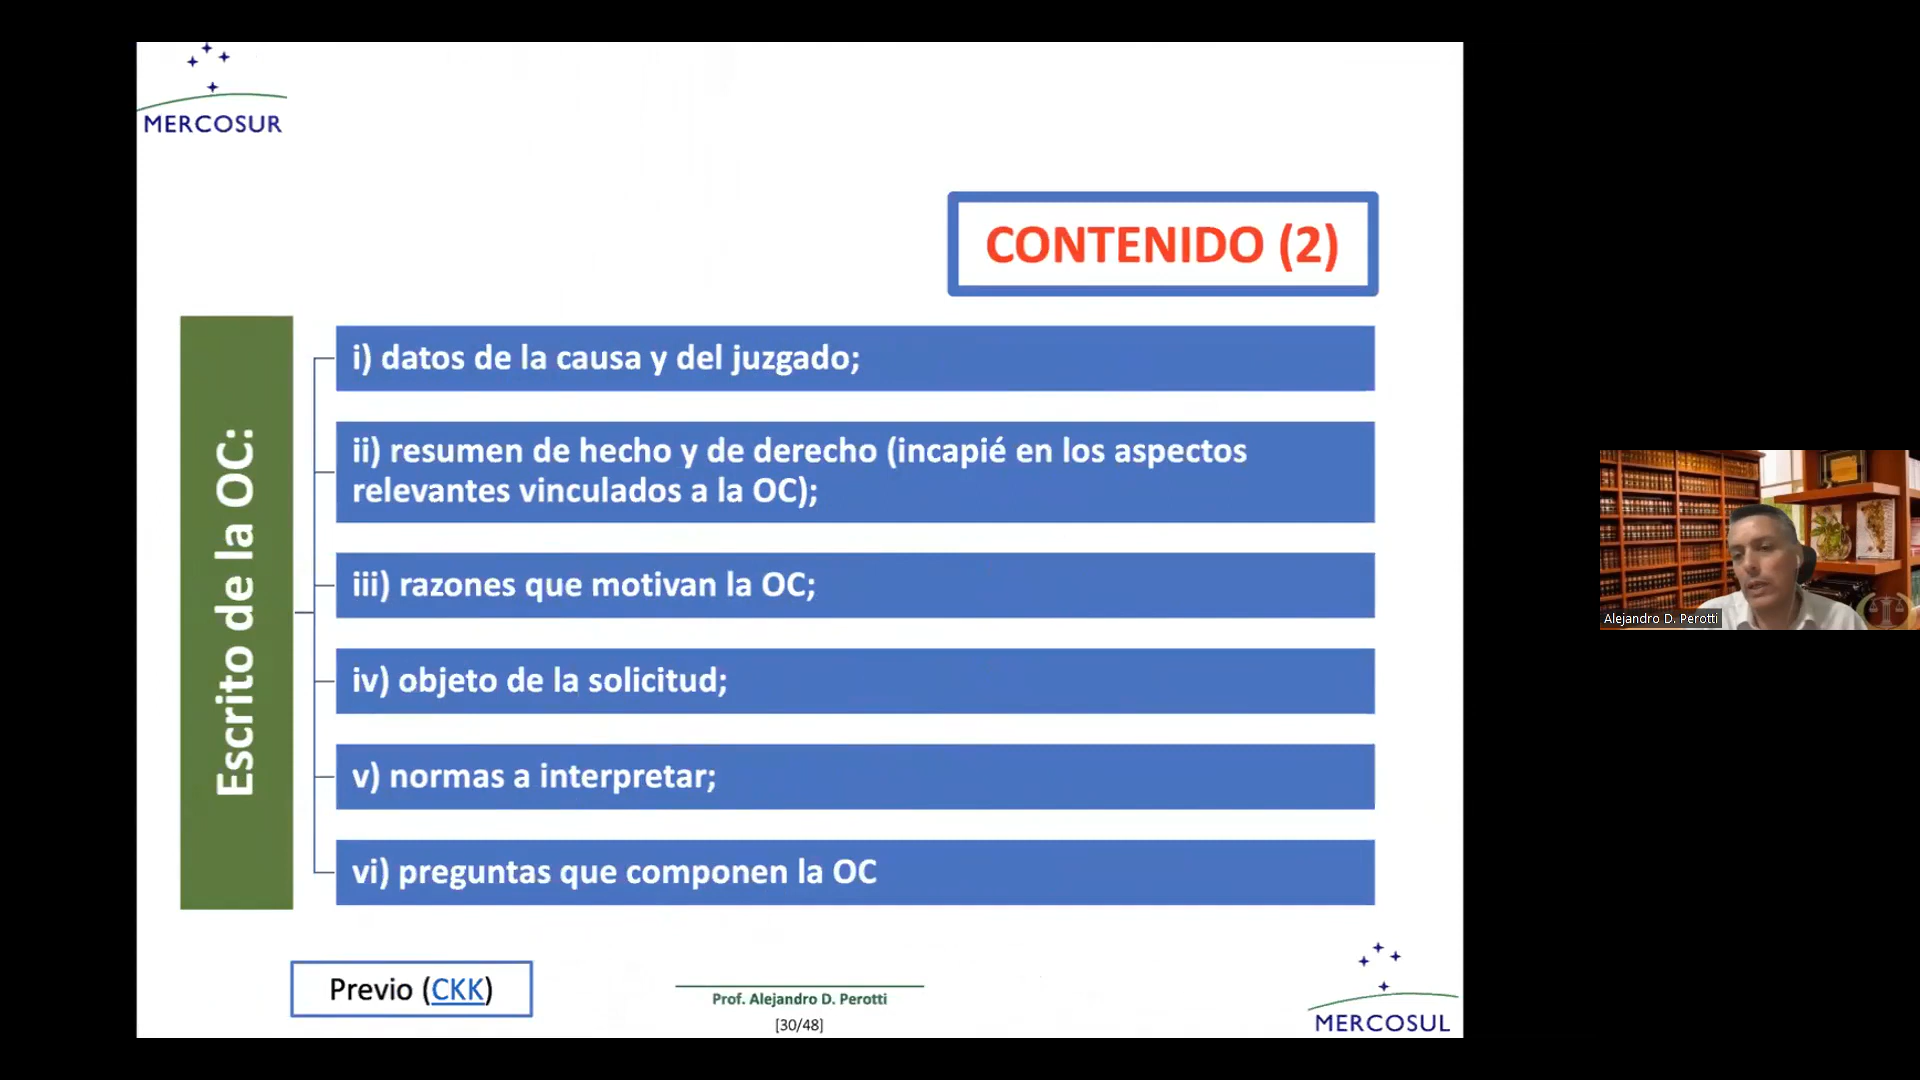 MERCOSUR
CONTENIDO (2)
Escrito de la OC:
i) datos de la causa y del juzgado;
ii) resumen de hecho y de derecho (incapié en los aspectos
relevantes vinculados a la OC);
iii) razones que motivan la OC;
iv) objeto de la solicitud;
v) normas a interpretar;
vi) preguntas que componen la OC
Previo (CKK)
Prof. Alejandro D. Perotti
[30/48]
MERCOSUL
Alejandro D. Perotti